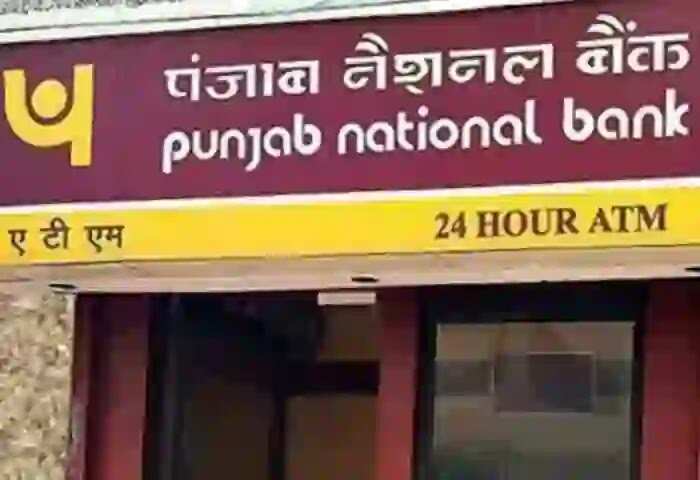 पंजाब नैशनल बैंक
punjab national bank
ए टी एम
24 HOUR ATM